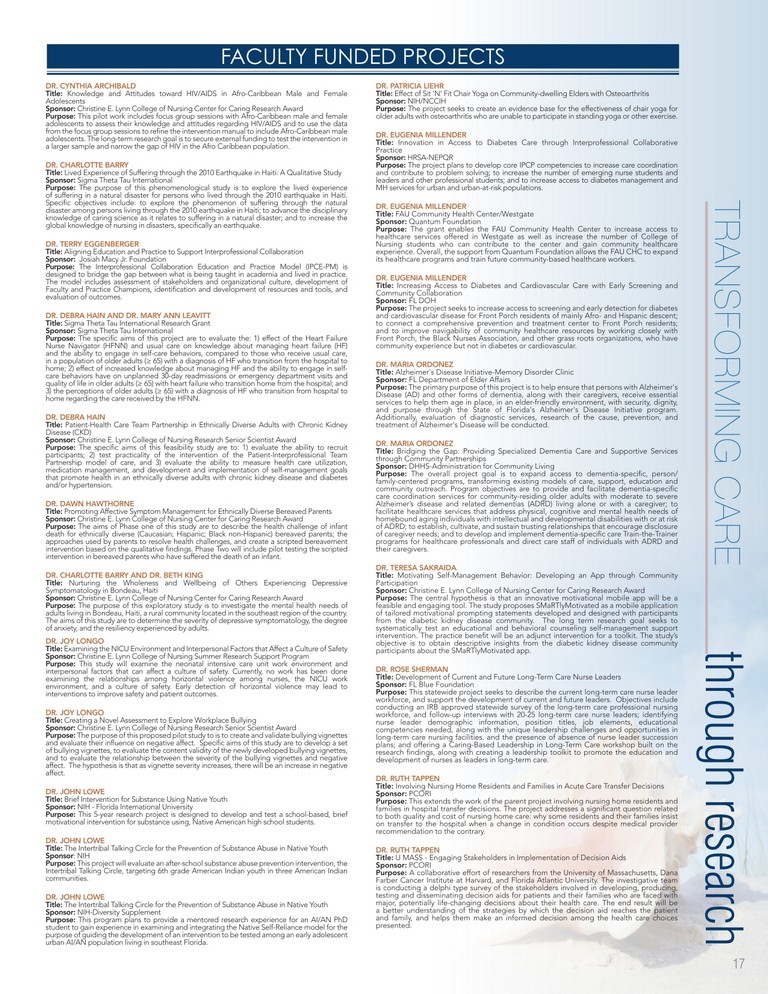 FACULTY FUNDED PROJECTS
DR. CYNTHIA ARCHIBALD
Title: Knowledge and Attitudes toward HIV/AIDS in Afro-Caribbean Male and Female
Adolescents
Sponsor: Christine E. Lynn College of Nursing Center for Caring Research Award
Purpose: This pilot work includes focus group sessions with Afro-Caribbean male and female
adolescents to assess their knowledge and attitudes regarding HIV/AIDS and to use the data
from the focus group sessions to refine the intervention manual to include Afro-Caribbean male
adolescents. The long-term research goal is to secure external funding to test the intervention in
a larger sample and narrow the gap of HIV in the Afro Caribbean population.
DR. CHARLOTTE BARRY
Title: Lived Experience of Suffering through the 2010 Earthquake in Haiti: A Qualitative Study
Sponsor: Sigma Theta Tau International
Purpose: The purpose of this phenomenological study is to explore the lived experience
of suffering in a natural disaster for persons who lived through the 2010 earthquake in Haiti.
Specific objectives include: to explore the phenomenon of suffering through the natural
disaster among persons living through the 2010 earthquake in Haiti; to advance the disciplinary
knowledge of caring science as it relates to suffering in a natural disaster; and to increase the
global knowledge of nursing in disasters, specifically an earthquake.
DR. TERRY EGGENBERGER
Title: Aligning Education and Practice to Support Interprofessional Collaboration
Sponsor: Josiah Macy Jr. Foundation
Purpose: The Interprofessional Collaboration Education and Practice Model (IPCE-PM) is
designed to bridge the gap between what is being taught in academia and lived in practice.
The model includes assessment of stakeholders and organizational culture, development of
Faculty and Practice Champions, identification and development of resources and tools, and
evaluation of outcomes.
DR. DEBRA HAIN AND DR. MARY ANN LEAVITT
Title: Sigma Theta Tau International Research Grant
Sponsor: Sigma Theta Tau International
Purpose: The specific aims of this project are to evaluate the: 1) effect of the Heart Failure
Nurse Navigator (HFNN) and usual care on knowledge about managing heart failure (HF)
and the ability to engage in self-care behaviors, compared to those who receive usual care,
in a population of older adults (≥ 65) with a diagnosis of HF who transition from the hospital to
home; 2) effect of increased knowledge about managing HF and the ability to engage in self-
care behaviors have on unplanned 30-day readmissions or emergency department visits and
quality of life in older adults (≥ 65) with heart failure who transition home from the hospital; and
3) the perceptions of older adults (≥ 65) with a diagnosis of HF who transition from hospital to
home regarding the care received by the HFNN.
DR. DEBRA HAIN
Title: Patient-Health Care Team Partnership in Ethnically Diverse Adults with Chronic Kidney
Disease (CKD)
Sponsor: Christine E. Lynn College of Nursing Research Senior Scientist Award
Purpose: The specific aims of this feasibility study are to: 1) evaluate the ability to recruit
participants; 2) test practicality of the intervention of the Patient-Interprofessional Team
Partnership model of care, and 3) evaluate the ability to measure health care utilization,
medication management, and development and implementation of self-management goals
that promote health in an ethnically diverse adults with chronic kidney disease and diabetes
and/or hypertension.
DR. DAWN HAWTHORNE
Title: Promoting Affective Symptom Management for Ethnically Diverse Bereaved Parents
Sponsor: Christine E. Lynn College of Nursing Center for Caring Research Award
Purpose: The aims of Phase one of this study are to describe the health challenge of infant
death for ethnically diverse (Caucasian; Hispanic; Black non-Hispanic) bereaved parents; the
approaches used by parents to resolve health challenges, and create a scripted bereavement
intervention based on the qualitative findings. Phase Two will include pilot testing the scripted
intervention in bereaved parents who have suffered the death of an infant.
DR. CHARLOTTE BARRY AND DR. BETH KING
Title: Nurturing the Wholeness and Wellbeing of Others Experiencing Depressive
Symptomatology in Bondeau, Haiti
Sponsor: Christine E. Lynn College of Nursing Center for Caring Research Award
Purpose: The purpose of this exploratory study is to investigate the mental health needs of
adults living in Bondeau, Haiti, a rural community located in the southeast region of the country.
The aims of this study are to determine the severity of depressive symptomatology, the degree
of anxiety, and the resiliency experienced by adults.
DR. JOY LONGO
Title: Examining the NICU Environment and Interpersonal Factors that Affect a Culture of Safety
Sponsor: Christine E. Lynn College of Nursing Summer Research Support Program
Purpose: This study will examine the neonatal intensive care unit work environment and
interpersonal factors that can affect a culture of safety. Currently, no work has been done
examining the relationships among horizontal violence among nurses, the NICU work
environment, and a culture of safety. Early detection of horizontal violence may lead to
interventions to improve safety and patient outcomes.
DR. JOY LONGO
Title: Creating a Novel Assessment to Explore Workplace Bullying
Sponsor: Christine E. Lynn College of Nursing Research Senior Scientist Award
Purpose: The purpose of this proposed pilot study is to create and validate bullying vignettes
and evaluate their influence on negative affect. Specific aims of this study are to develop a set
of bullying vignettes, to evaluate the content validity of the newly developed bullying vignettes,
and to evaluate the relationship between the severity of the bullying vignettes and negative
affect. The hypothesis is that as vignette severity increases, there will be an increase in negative
affect.
DR. JOHN LOWE
Title: Brief Intervention for Substance Using Native Youth
Sponsor: NIH - Florida International University
Purpose: This 5-year research project is designed to develop and test a school-based, brief
motivational intervention for substance using, Native American high school students.
DR. JOHN LOWE
Title: The Intertribal Talking Circle for the Prevention of Substance Abuse in Native Youth
Sponsor: NIH
Purpose: This project will evaluate an after-school substance abuse prevention intervention, the
Intertribal Talking Circle, targeting 6th grade American Indian youth in three American Indian
communities.
DR. JOHN LOWE
Title: The Intertribal Talking Circle for the Prevention of Substance Abuse in Native Youth
Sponsor: NIH-Diversity Supplement
Purpose: This program plans to provide a mentored research experience for an AI/AN PhD
student to gain experience in examining and integrating the Native Self-Reliance model for the
purpose of guiding the development of an intervention to be tested among an early adolescent
urban AI/AN population living in southeast Florida.
DR. PATRICIA LIEHR
Title: Effect of Sit 'N' Fit Chair Yoga on Community-dwelling Elders with Osteoarthritis
Sponsor: NIH/NCCIH
Purpose: The project seeks to create an evidence base for the effectiveness of chair yoga for
older adults with osteoarthritis who are unable to participate in standing yoga or other exercise.
DR. EUGENIA MILLENDER
Title: Innovation in Access to Diabetes Care through Interprofessional Collaborative
Practice
Sponsor: HRSA-NEPQR
Purpose: The project plans to develop core IPCP competencies to increase care coordination
and contribute to problem solving; to increase the number of emerging nurse students and
leaders and other professional students; and to increase access to diabetes management and
MH services for urban and urban-at-risk populations.
DR. EUGENIA MILLENDER
Title: FAU Community Health Center/Westgate
Sponsor: Quantum Foundation
Purpose: The grant enables the FAU Community Health Center to increase access to
healthcare services offered in Westgate as well as increase the number of College of
Nursing students who can contribute to the center and gain community healthcare
experience. Overall, the support from Quantum Foundation allows the FAU CHC to expand
its healthcare programs and train future community-based healthcare workers.
DR. EUGENIA MILLENDER
Title: Increasing Access to Diabetes and Cardiovascular Care with Early Screening and
Community Collaboration
Sponsor: FL DOH
Purpose: The project seeks to increase access to screening and early detection for diabetes
and cardiovascular disease for Front Porch residents of mainly Afro- and Hispanic descent;
to connect a comprehensive prevention and treatment center to Front Porch residents;
and to improve navigability of community healthcare resources by working closely with
Front Porch, the Black Nurses Association, and other grass roots organizations, who have
community experience but not in diabetes or cardiovascular.
DR. MARIA ORDONEZ
Title: Alzheimer's Disease Initiative-Memory Disorder Clinic
Sponsor: FL Department of Elder Affairs
Purpose: The primary purpose of this project is to help ensure that persons with Alzheimer's
Disease (AD) and other forms of dementia, along with their caregivers, receive essential
services to help them age in place, in an elder-friendly environment, with security, dignity,
and purpose through the State of Florida's Alzheimer's Disease Initiative program.
Additionally, evaluation of diagnostic services, research of the cause, prevention, and
treatment of Alzheimer's Disease will be conducted.
DR. MARIA ORDONEZ
Title: Bridging the Gap: Providing Specialized Dementia Care and Supportive Services
through Community Partnerships
Sponsor: DHHS-Administration for Community Living
Purpose: The overall project goal is to expand access to dementia-specific, person/
family-centered programs, transforming existing models of care, support, education and
community outreach. Program objectives are to provide and facilitate dementia-specific
care coordination services for community-residing older adults with moderate to severe
Alzheimer's disease and related dementias (ADRD) living alone or with a caregiver; to
facilitate healthcare services that address physical, cognitive and mental health needs of
homebound aging individuals with intellectual and developmental disabilities with or at risk
of ADRD; to establish, cultivate, and sustain trusting relationships that encourage disclosure
of caregiver needs; and to develop and implement dementia-specific care Train-the-Trainer
programs for healthcare professionals and direct care staff of individuals with ADRD and
their caregivers.
DR. TERESA SAKRAIDA
Title: Motivating Self-Management Behavior: Developing an App through Community
Participation
Sponsor: Christine E. Lynn College of Nursing Center for Caring Research Award
Purpose: The central hypothesis is that an innovative motivational mobile app will be a
feasible and engaging tool. The study proposes SMaRTlyMotivated as a mobile application
of tailored motivational prompting statements developed and designed with participants
from the diabetic kidney disease community. The long term research goal seeks to
systematically test an educational and behavioral counseling self-management support
intervention. The practice benefit will be an adjunct intervention for a toolkit. The study's
objective is to obtain descriptive insights from the diabetic kidney disease community
participants about the SMaRTlyMotivated app.
DR. ROSE SHERMAN
Title: Development of Current and Future Long-Term Care Nurse Leaders
Sponsor: FL Blue Foundation
Purpose: This statewide project seeks to describe the current long-term care nurse leader
workforce, and support the development of current and future leaders. Objectives include
conducting an IRB approved statewide survey of the long-term care professional nursing
workforce, and follow-up interviews with 20-25 long-term care nurse leaders; identifying
nurse leader demographic information, position titles, job elements, educational
competencies needed, along with the unique leadership challenges and opportunities in
long-term care nursing facilities. and the presence of absence of nurse leader succession
plans; and offering a Caring-Based Leadership in Long-Term Care workshop built on the
research findings, along with creating a leadership toolkit to promote the education and
development of nurses as leaders in long-term care.
DR. RUTH TAPPEN
Title: Involving Nursing Home Residents and Families in Acute Care Transfer Decisions
Sponsor: PCORI
Purpose: This extends the work of the parent project involving nursing home residents and
families in hospital transfer decisions. The project addresses a significant question related
to both quality and cost of nursing home care: why some residents and their families insist
on transfer to the hospital when a change in condition occurs despite medical provider
recommendation to the contrary.
DR. RUTH TAPPEN
Title: U MASS - Engaging Stakeholders in Implementation of Decision Aids
Sponsor: PCORI
Purpose: A collaborative effort of researchers from the University of Massachusetts, Dana
Farber Cancer Institute at Harvard, and Florida Atlantic University. The investigative team
is conducting a delphi type survey of the stakeholders involved in developing, producing,
testing and disseminating decision aids for patients and their families who are faced with
major, potentially life-changing decisions about their health care. The end result will be
a better understanding of the strategies by which the decision aid reaches the patient
and family, and helps them make an informed decision among the health care choices
presented.
TRANSFORMING CARE
through research
17